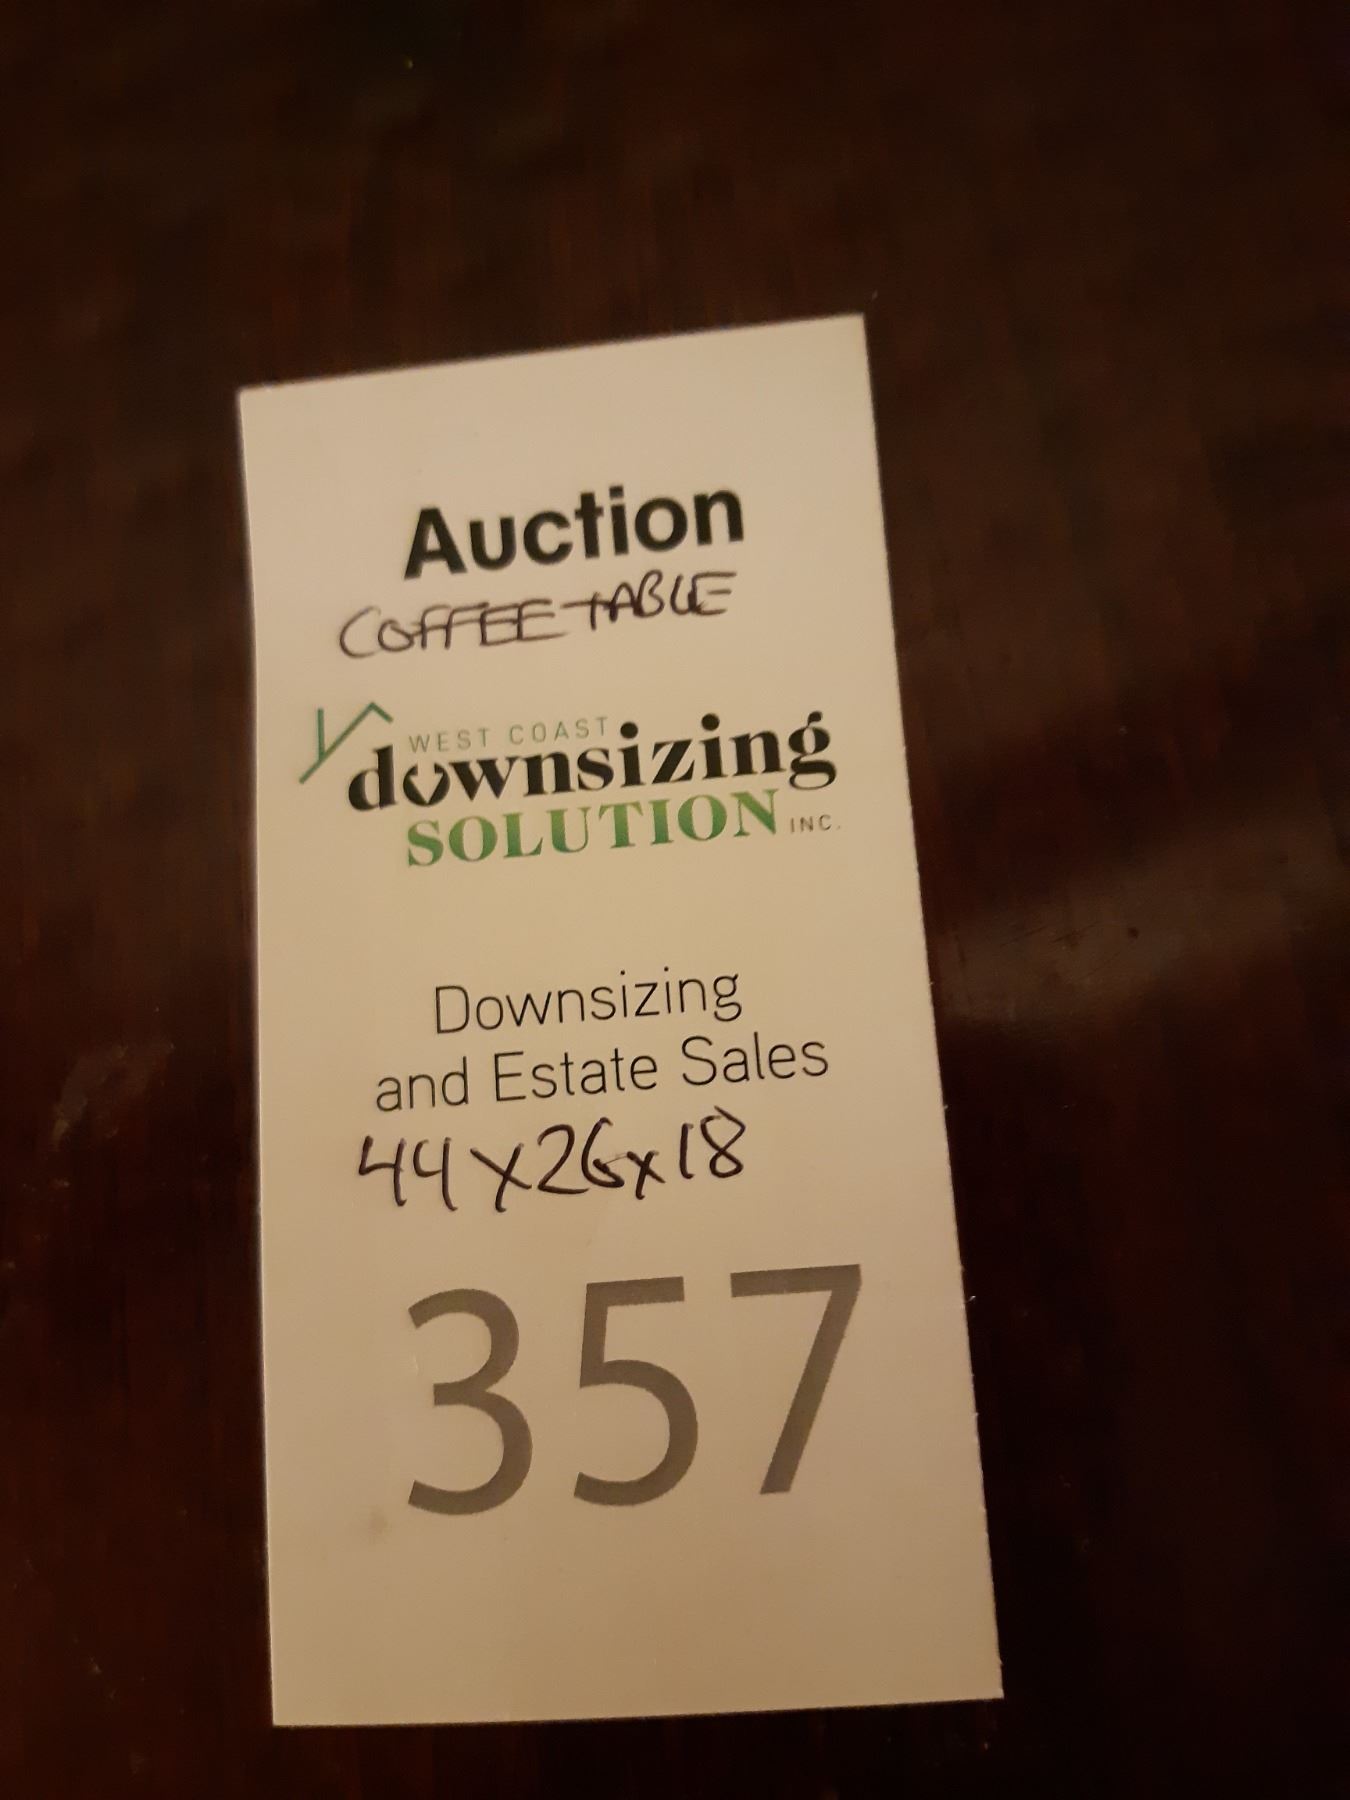 Auction
COFFEE TABLE
WEST COAST
downsizing
SOLUTION INC.
Downsizing
and Estate Sales
44x26x18
357